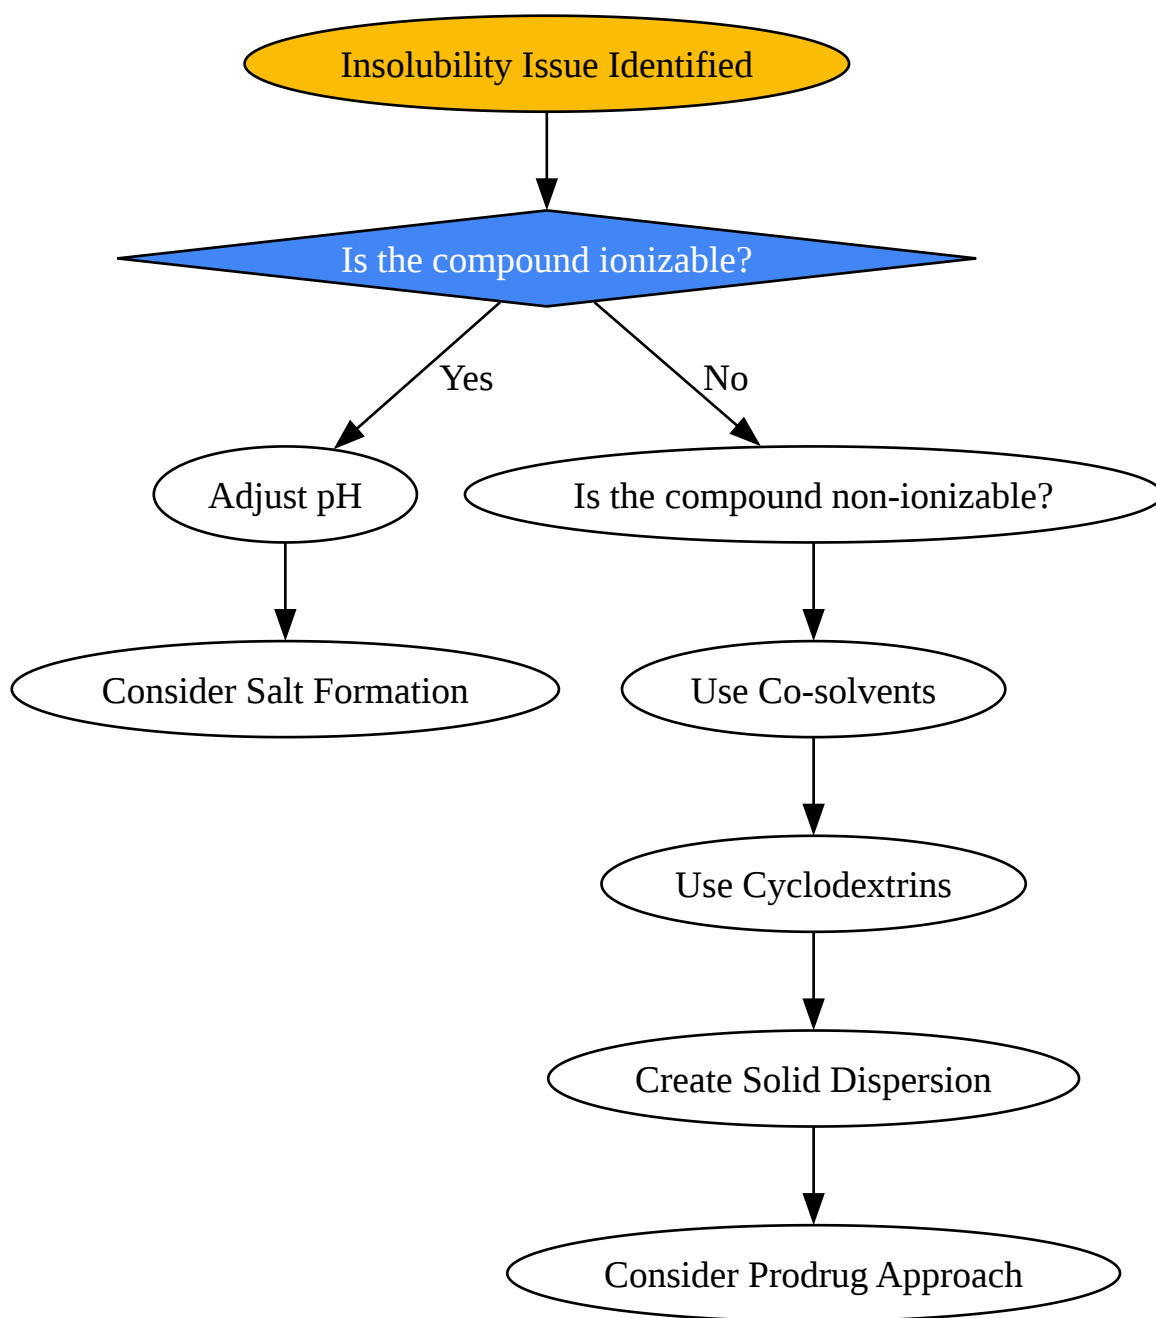 Insolubility Issue Identified
Is the compound ionizable?
Yes
No
Adjust pH
Is the compound non-ionizable?
Consider Salt Formation
Use Co-solvents
Use Cyclodextrins
Create Solid Dispersion
Consider Prodrug Approach